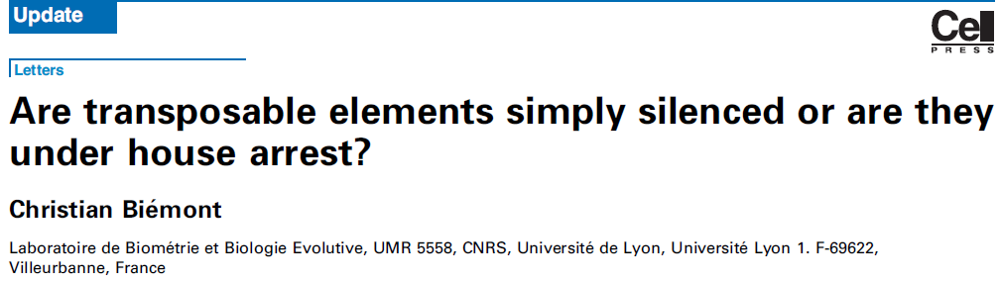 Update
Cell
PRESS
Letters
Are transposable elements simply silenced or are they
under house arrest?
Christian Biémont
Laboratoire de Biométrie et Biologie Evolutive, UMR 5558, CNRS, Université de Lyon, Université Lyon 1. F-69622,
Villeurbanne, France